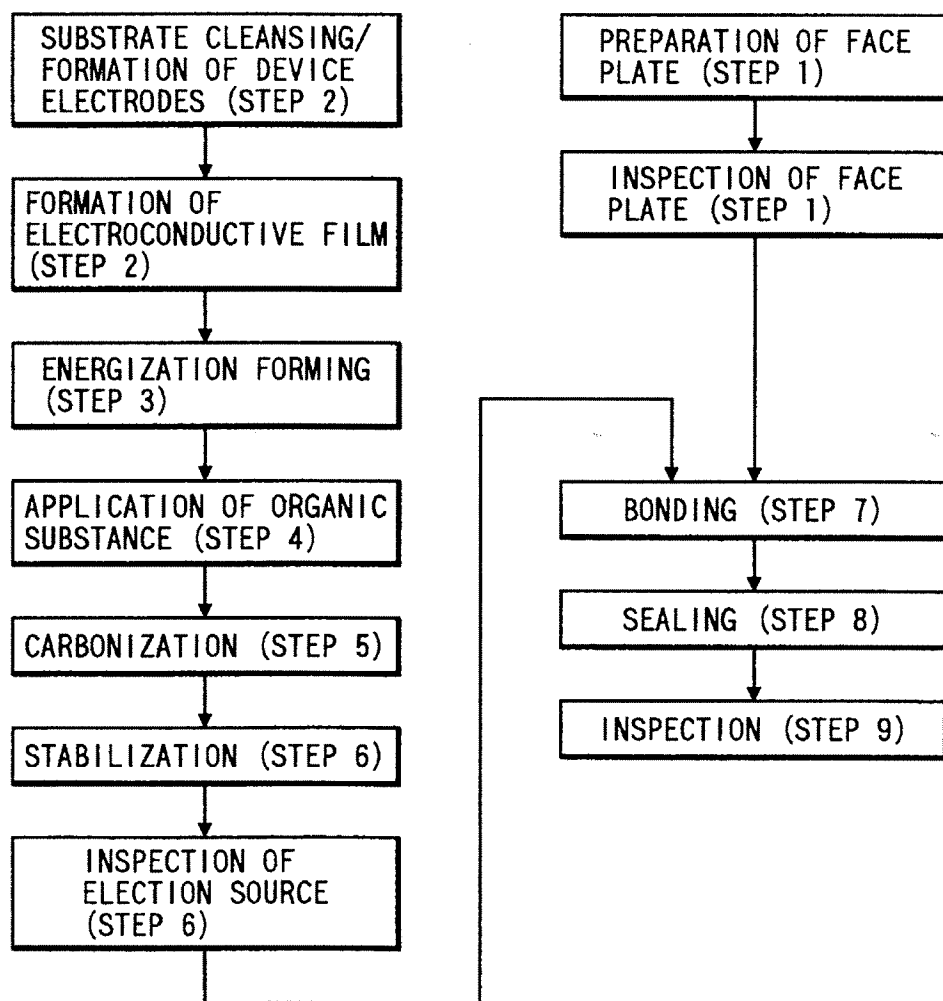 SUBSTRATE CLEANSING/
FORMATION OF DEVICE
ELECTRODES (STEP 2)
FORMATION OF
ELECTROCONDUCTIVE FILM
(STEP 2)
ENERGIZATION FORMING
(STEP 3)
APPLICATION OF ORGANIC
SUBSTANCE (STEP 4)
CARBONIZATION (STEP 5)
STABILIZATION (STEP 6)
INSPECTION OF
ELECTION SOURCE
(STEP 6)
PREPARATION OF FACE
PLATE (STEP 1)
INSPECTION OF FACE
PLATE (STEP 1)
BONDING (STEP 7)
SEALING (STEP 8)
INSPECTION (STEP 9)